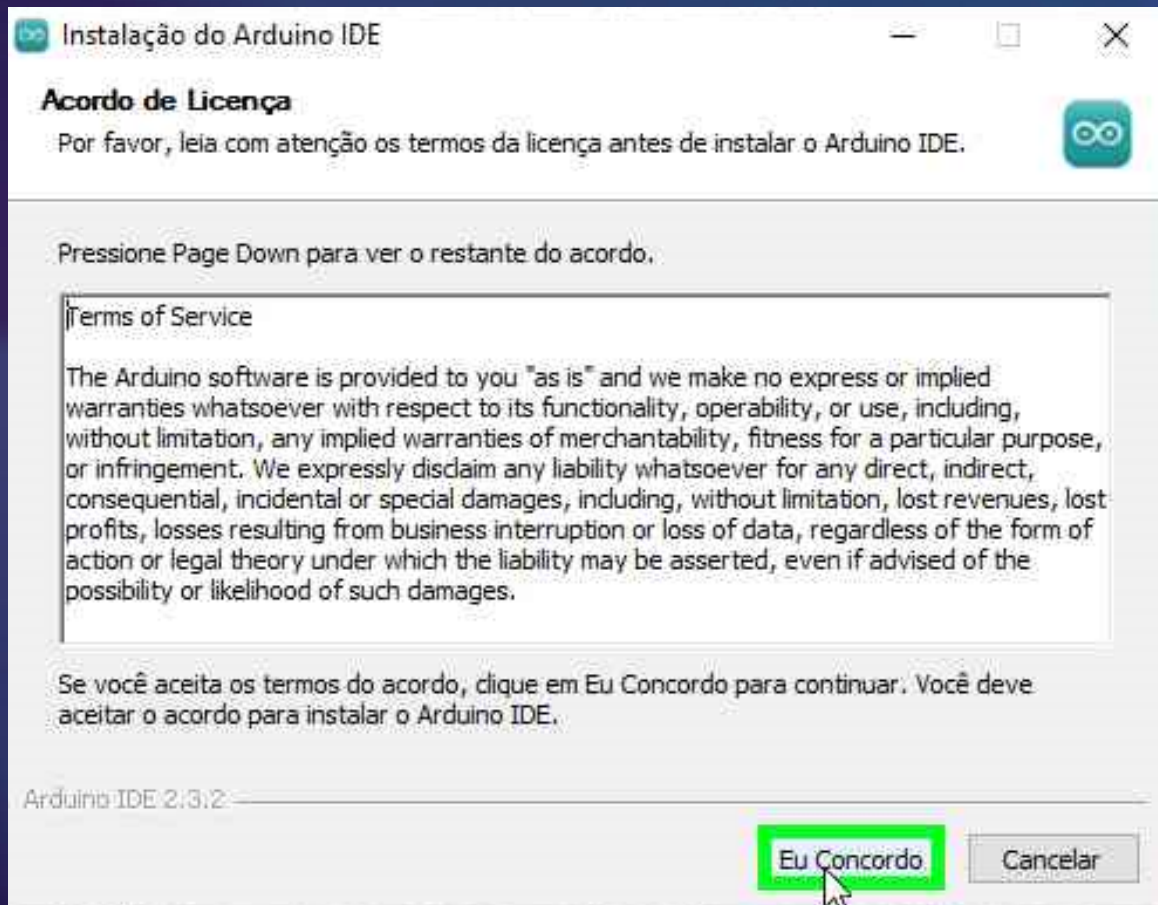 Instalação do Arduino IDE
Acordo de Licença
Por favor, leia com atenção os termos da licença antes de instalar o Arduino IDE.
Pressione Page Down para ver o restante do acordo.
Terms of Service
The Arduino software is provided to you "as is" and we make no express or implied
warranties whatsoever with respect to its functionality, operability, or use, including,
without limitation, any implied warranties of merchantability, fitness for a particular purpose,
or infringement. We expressly disclaim any liability whatsoever for any direct, indirect,
consequential, incidental or special damages, including, without limitation, lost revenues, lost
profits, losses resulting from business interruption or loss of data, regardless of the form of
action or legal theory under which the liability may be asserted, even if advised of the
possibility or likelihood of such damages.
Se você aceita os termos do acordo, clique em Eu Concordo para continuar. Você deve
aceitar o acordo para instalar o Arduino IDE.
Arduino IDE 2.3.2
Eu Concordo
Cancelar